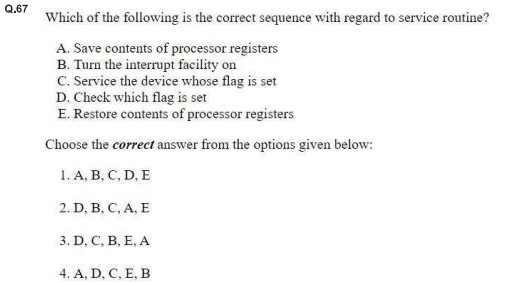 Q.67
Which of the following is the correct sequence with regard to service routine?
A. Save contents of processor registers
B. Turn the interrupt facility on
C. Service the device whose flag is set
D. Check which flag is set
E. Restore contents of processor registers
Choose the correct answer from the options given below:
1. A, B, C, D, E
2. D, B, C, A, E
3. D, C, B, E, A
4. A, D, C, E, B